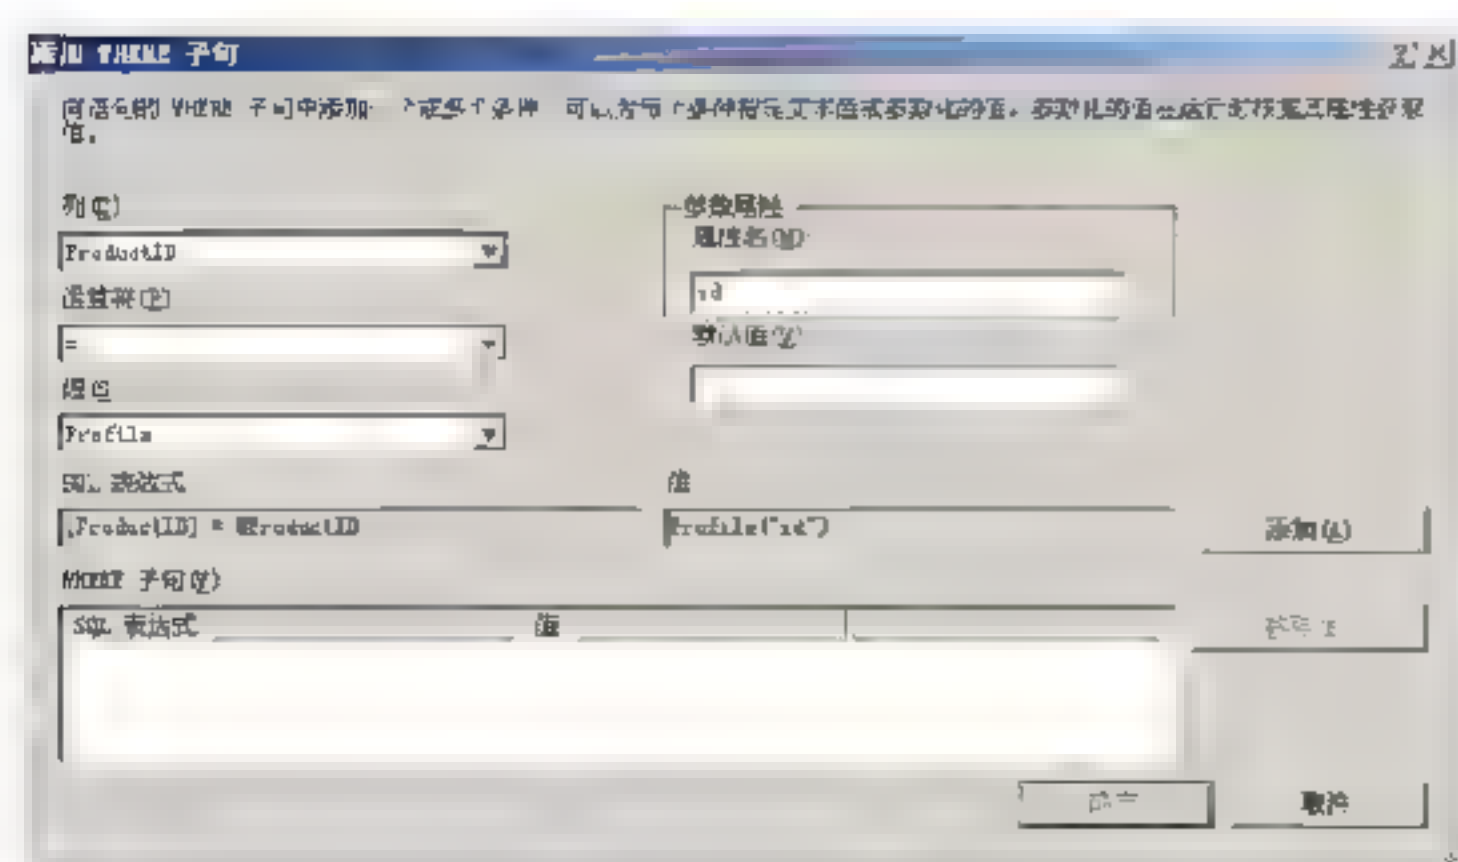 添加 WHERE 子句
向语句的 WHERE 子句中添加一个或多个条件 可以为每个条件指定文本值或参数化的值。参数化的值在运行时根据其属性获取
值。
列(C)
ProductID
运算符(P)
=
源(S)
Profile
参数属性
属性名(N)
id
默认值(V)
SQL 表达式
[ProductID] = @ProductID
值
Profile("id")
添加(A)
WHERE 子句(W)
SQL 表达式 值
移除
确定 取消